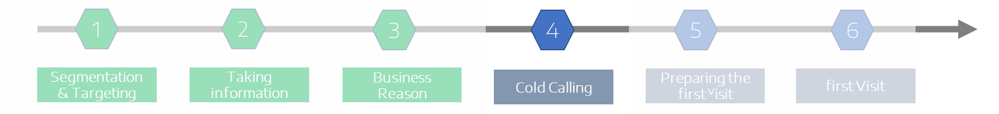 1
2
3
4
5
6
Segmentation
& Targeting
Taking
information
Business
Reason
Cold Calling
Preparing the
first Visit
first Visit